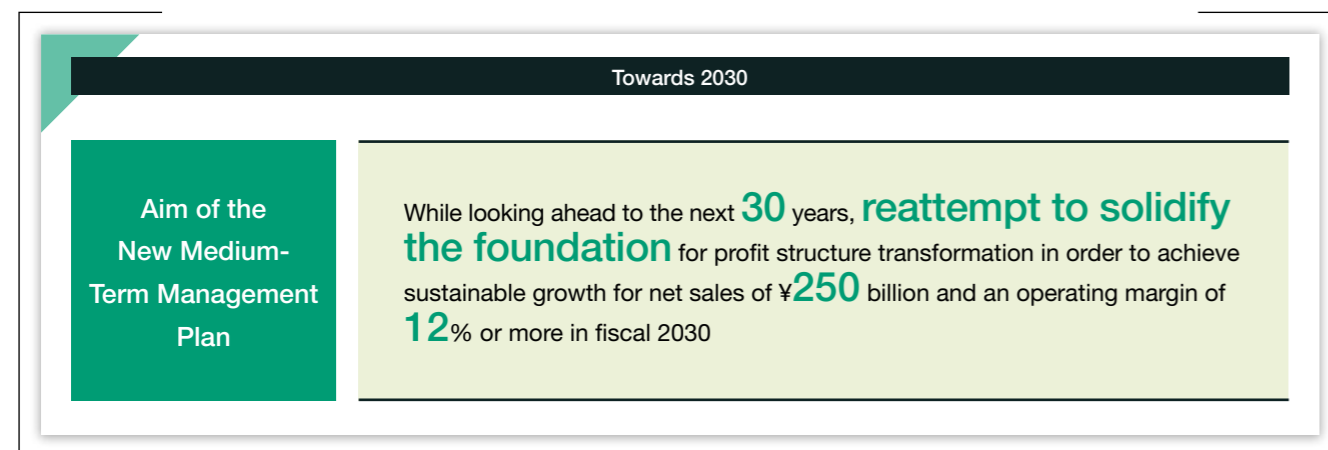 Towards 2030
Aim of the
New Medium-
Term Management
Plan
While looking ahead to the next 30 years, reattempt to solidify
the foundation for profit structure transformation in order to achieve
sustainable growth for net sales of ¥250 billion and an operating margin of
12% or more in fiscal 2030